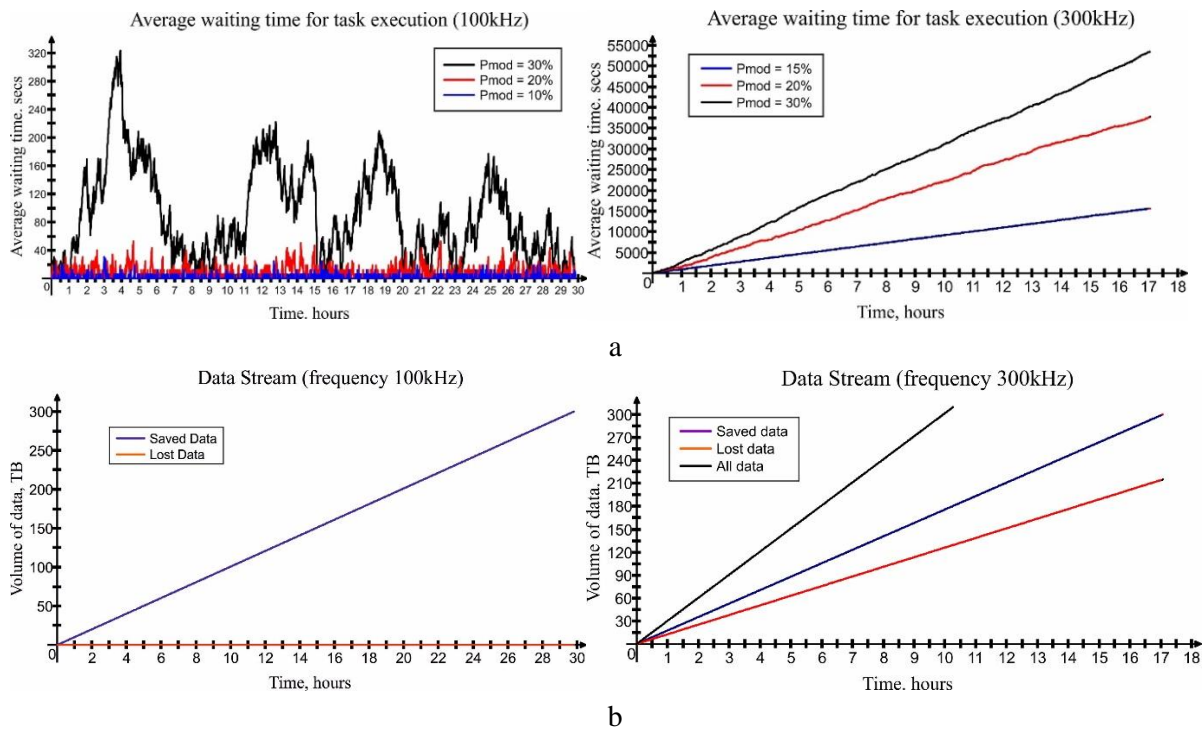 Average waiting time for task execution (100kHz)
Average waiting time. secs
320
280
240
200
160
120
80
40
0
Pmod = 30%
Pmod = 20%
Pmod = 10%
1 2 3 4 5 6 7 8 9 10 11 12 13 14 15 16 17 18 19 20 21 22 23 24 25 26 27 28 29 30
Time. hours
Average waiting time for task execution (300kHz)
Average waiting time. secs
55000
50000
45000
40000
35000
30000
25000
20000
15000
10000
5000
0
Pmod = 15%
Pmod = 20%
Pmod = 30%
1 2 3 4 5 6 7 8 9 10 11 12 13 14 15 16 17 18
Time, hours
a
Data Stream (frequency 100kHz)
Volume of data, TB
300
250
200
150
100
50
0
Saved Data
Lost Data
2 4 6 8 10 12 14 16 18 20 22 24 26 28 30
Time, hours
Data Stream (frequency 300kHz)
Volume of data. TB
300
270
240
210
180
150
120
90
60
30
0
Saved data
Lost data
All data
1 2 3 4 5 6 7 8 9 10 11 12 13 14 15 16 17 18
Time. hours
b